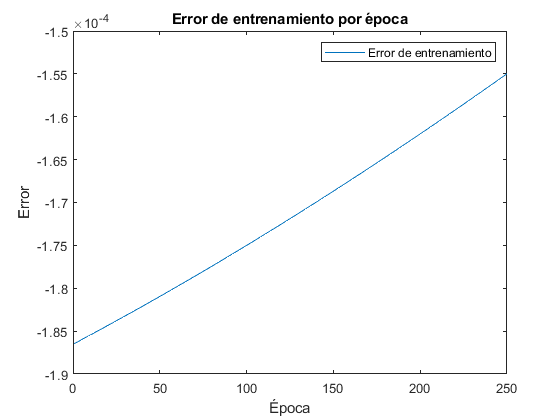 Error de entrenamiento por época
×10-4
-1.5
-1.55
-1.6
-1.65
-1.7
-1.75
-1.8
-1.85
-1.9
Error
Error de entrenamiento
0 50 100 150 200 250
Época